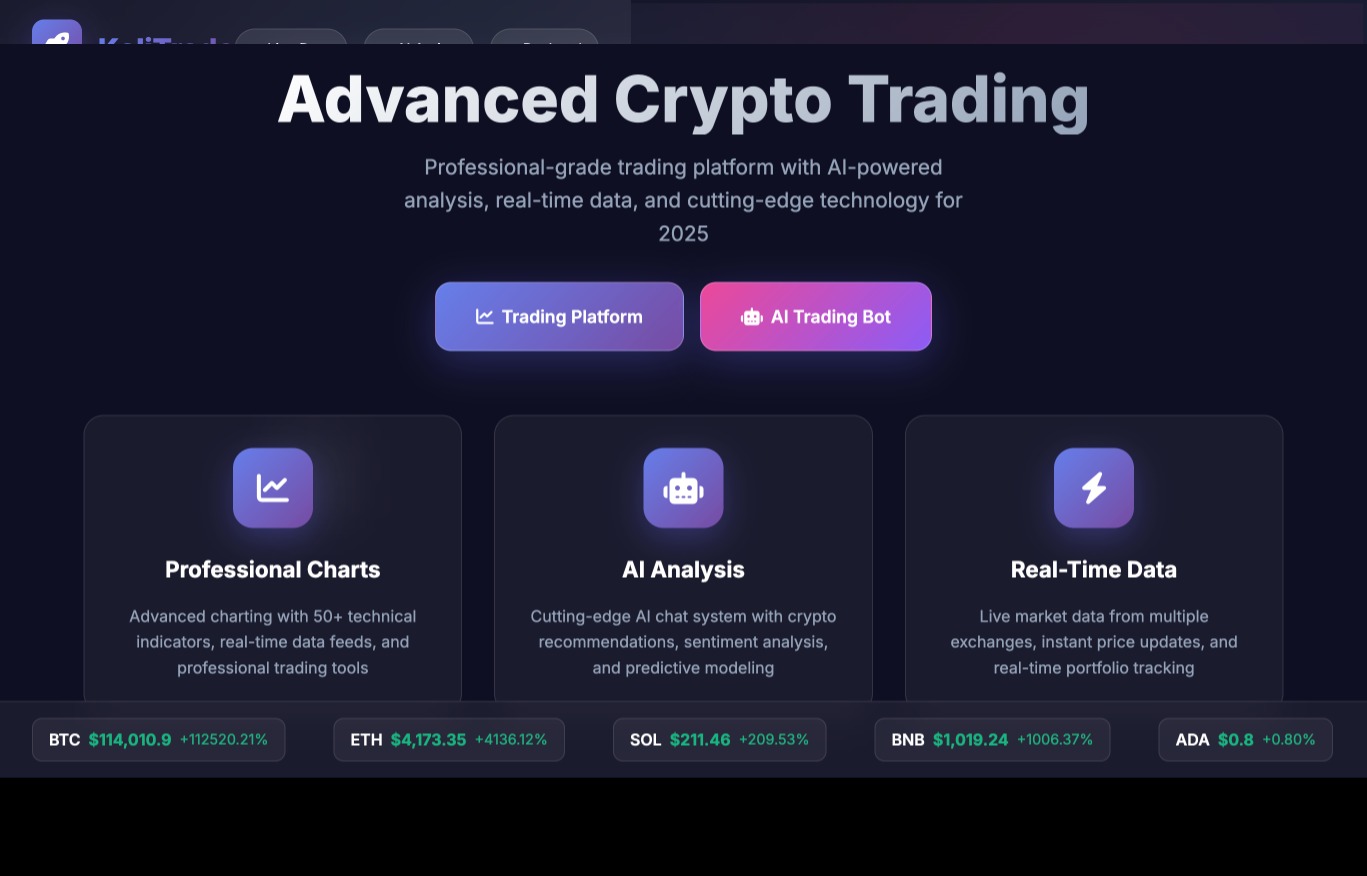 Advanced Crypto Trading
Professional-grade trading platform with AI-powered
analysis, real-time data, and cutting-edge technology for
2025
Trading Platform
AI Trading Bot
Professional Charts
Advanced charting with 50+ technical
indicators, real-time data feeds, and
professional trading tools
AI Analysis
Cutting-edge AI chat system with crypto
recommendations, sentiment analysis,
and predictive modeling
Real-Time Data
Live market data from multiple
exchanges, instant price updates, and
real-time portfolio tracking
BTC $114,010.9 +112520.21%
ETH $4,173.35 +4136.12%
SOL $211.46 +209.53%
BNB $1,019.24 +1006.37%
ADA $0.8 +0.80%